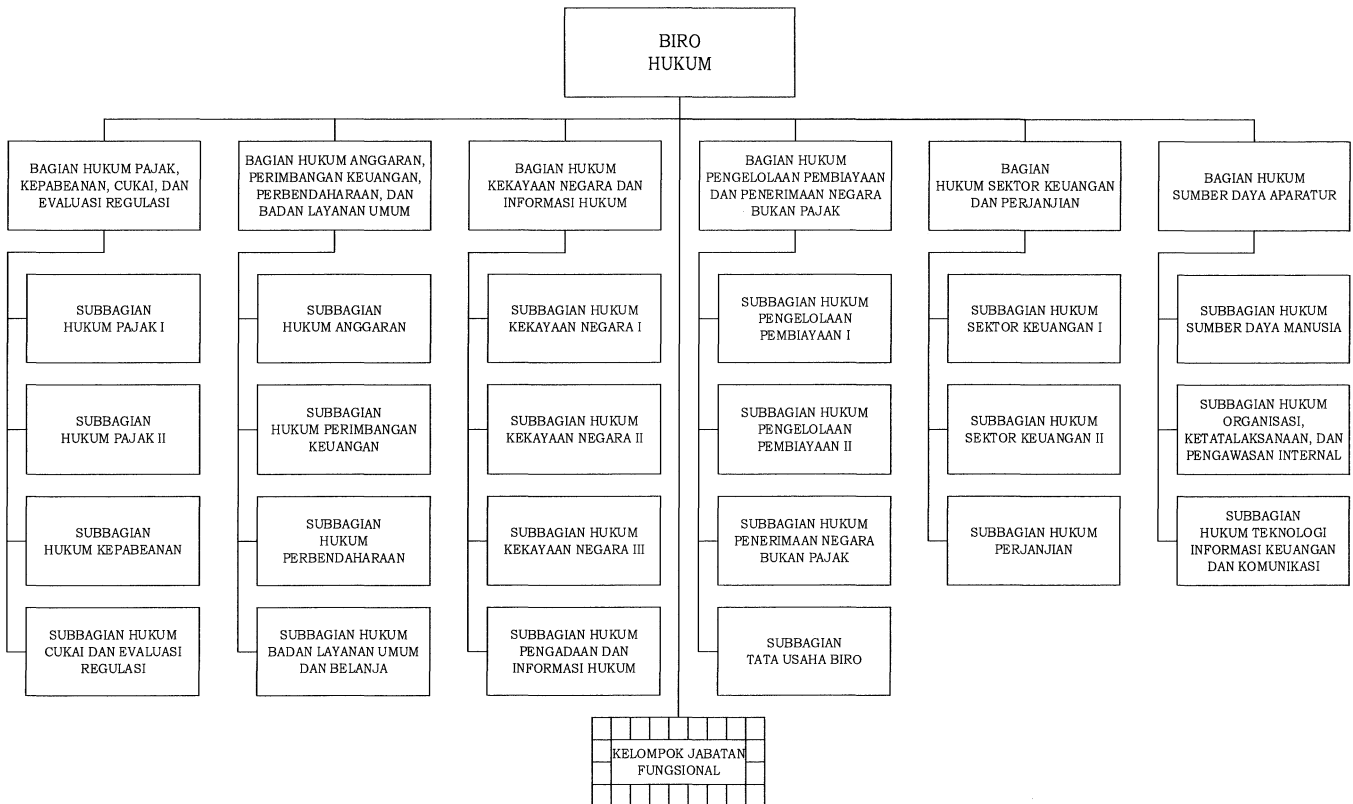 BIRO
HUKUM
BAGIAN HUKUM PAJAK,
KEPABEANAN, CUKAI, DAN
EVALUASI REGULASI
BAGIAN HUKUM ANGGARAN,
PERIMBANGAN KEUANGAN,
PERBENDAHARAAN, DAN
BADAN LAYANAN UMUM
BAGIAN HUKUM
KEKAYAAN NEGARA DAN
INFORMASI HUKUM
BAGIAN HUKUM
PENGELOLAAN PEMBIAYAAN
DAN PENERIMAAN NEGARA
BUKAN PAJAK
BAGIAN
HUKUM SEKTOR KEUANGAN
DAN PERJANJIAN
BAGIAN HUKUM
SUMBER DAYA APARATUR
SUBBAGIAN
HUKUM PAJAK I
SUBBAGIAN
HUKUM ANGGARAN
SUBBAGIAN HUKUM
KEKAYAAN NEGARA I
SUBBAGIAN HUKUM
PENGELOLAAN
PEMBIAYAAN I
SUBBAGIAN HUKUM
SEKTOR KEUANGAN I
SUBBAGIAN HUKUM
SUMBER DAYA MANUSIA
SUBBAGIAN
HUKUM PAJAK II
SUBBAGIAN
HUKUM PERIMBANGAN
KEUANGAN
SUBBAGIAN HUKUM
KEKAYAAN NEGARA II
SUBBAGIAN HUKUM
PENGELOLAAN
PEMBIAYAAN II
SUBBAGIAN HUKUM
SEKTOR KEUANGAN II
SUBBAGIAN HUKUM
ORGANISASI,
KETATALAKSANAAN, DAN
PENGAWASAN INTERNAL
SUBBAGIAN
HUKUM KEPABEANAN
SUBBAGIAN
HUKUM
PERBENDAHARAAN
SUBBAGIAN HUKUM
KEKAYAAN NEGARA III
SUBBAGIAN HUKUM
PENERIMAAN NEGARA
BUKAN PAJAK
SUBBAGIAN HUKUM
PERJANJIAN
SUBBAGIAN
HUKUM TEKNOLOGI
INFORMASI KEUANGAN
DAN KOMUNIKASI
SUBBAGIAN HUKUM
CUKAI DAN EVALUASI
REGULASI
SUBBAGIAN HUKUM
BADAN LAYANAN UMUM
DAN BELANJA
SUBBAGIAN HUKUM
PENGADAAN DAN
INFORMASI HUKUM
SUBBAGIAN
TATA USAHA BIRO
KELOMPOK JABATAN
FUNGSIONAL